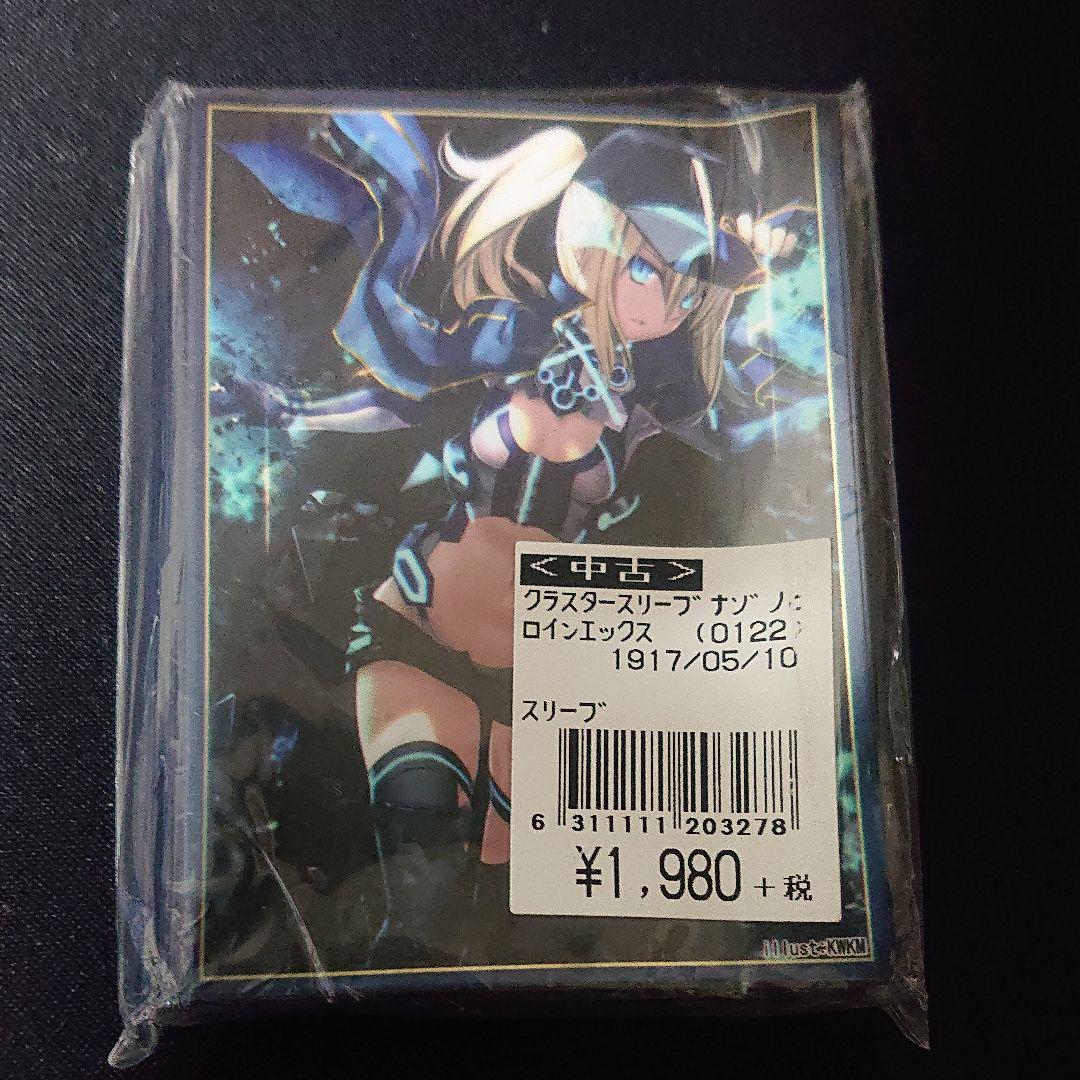 <中古>
クラスタースリーブ ナゾノ
ロインエックス (0122)
1917/05/10
スリーブ
6 311111 203278
¥1,980 +税
illust:KWKM